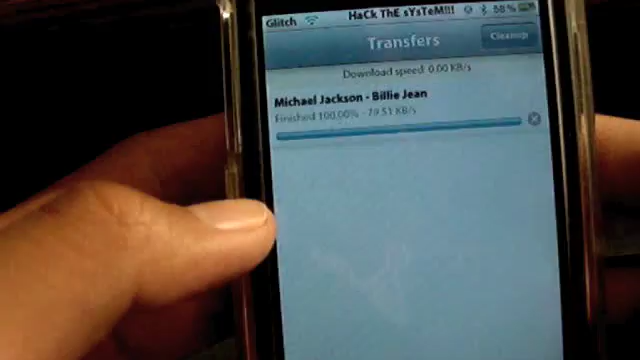 Glitch HaCk ThE sYsTeM!!! 68%
Transfers Cleanup
Download speed: 0.00 KB/s
Michael Jackson - Billie Jean
Finished 100.00% - 79.51 KB/s